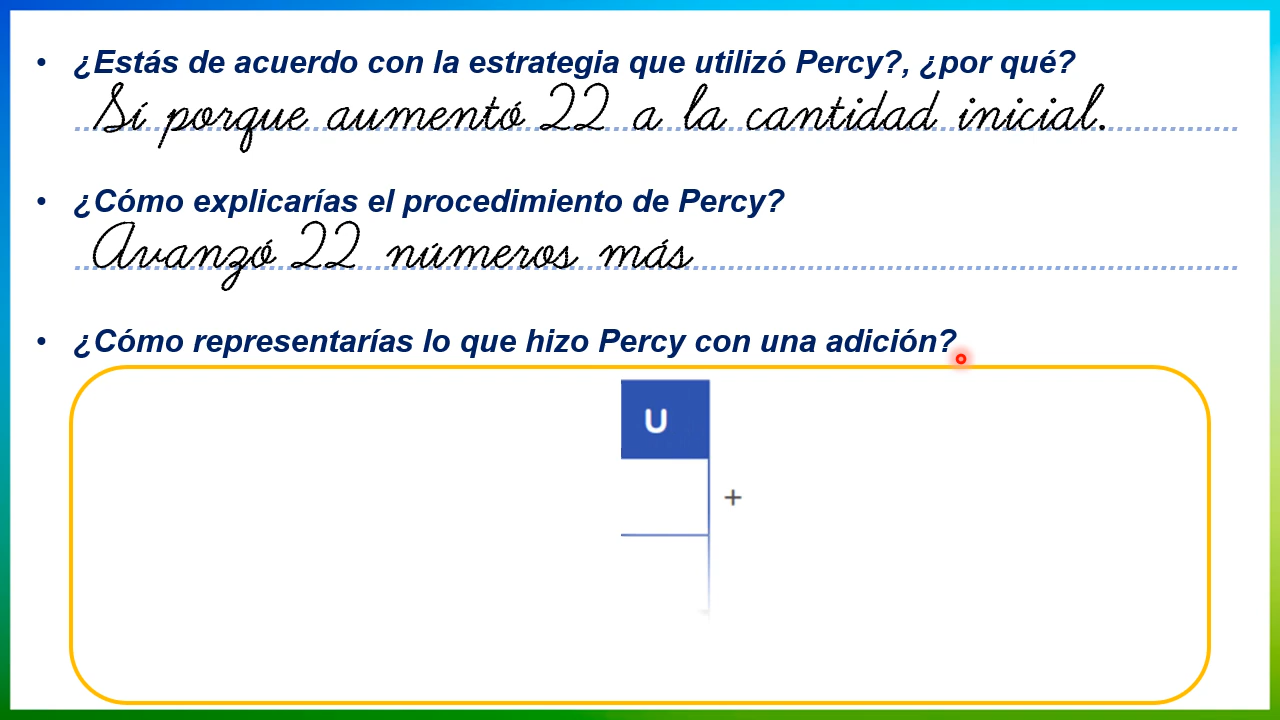 • ¿Estás de acuerdo con la estrategia que utilizó Percy?, ¿por qué?
Sí porque aumentó 22 a la cantidad inicial.
• ¿Cómo explicarías el procedimiento de Percy?
Avanzó 22 números más
• ¿Cómo representarías lo que hizo Percy con una adición?
U
+